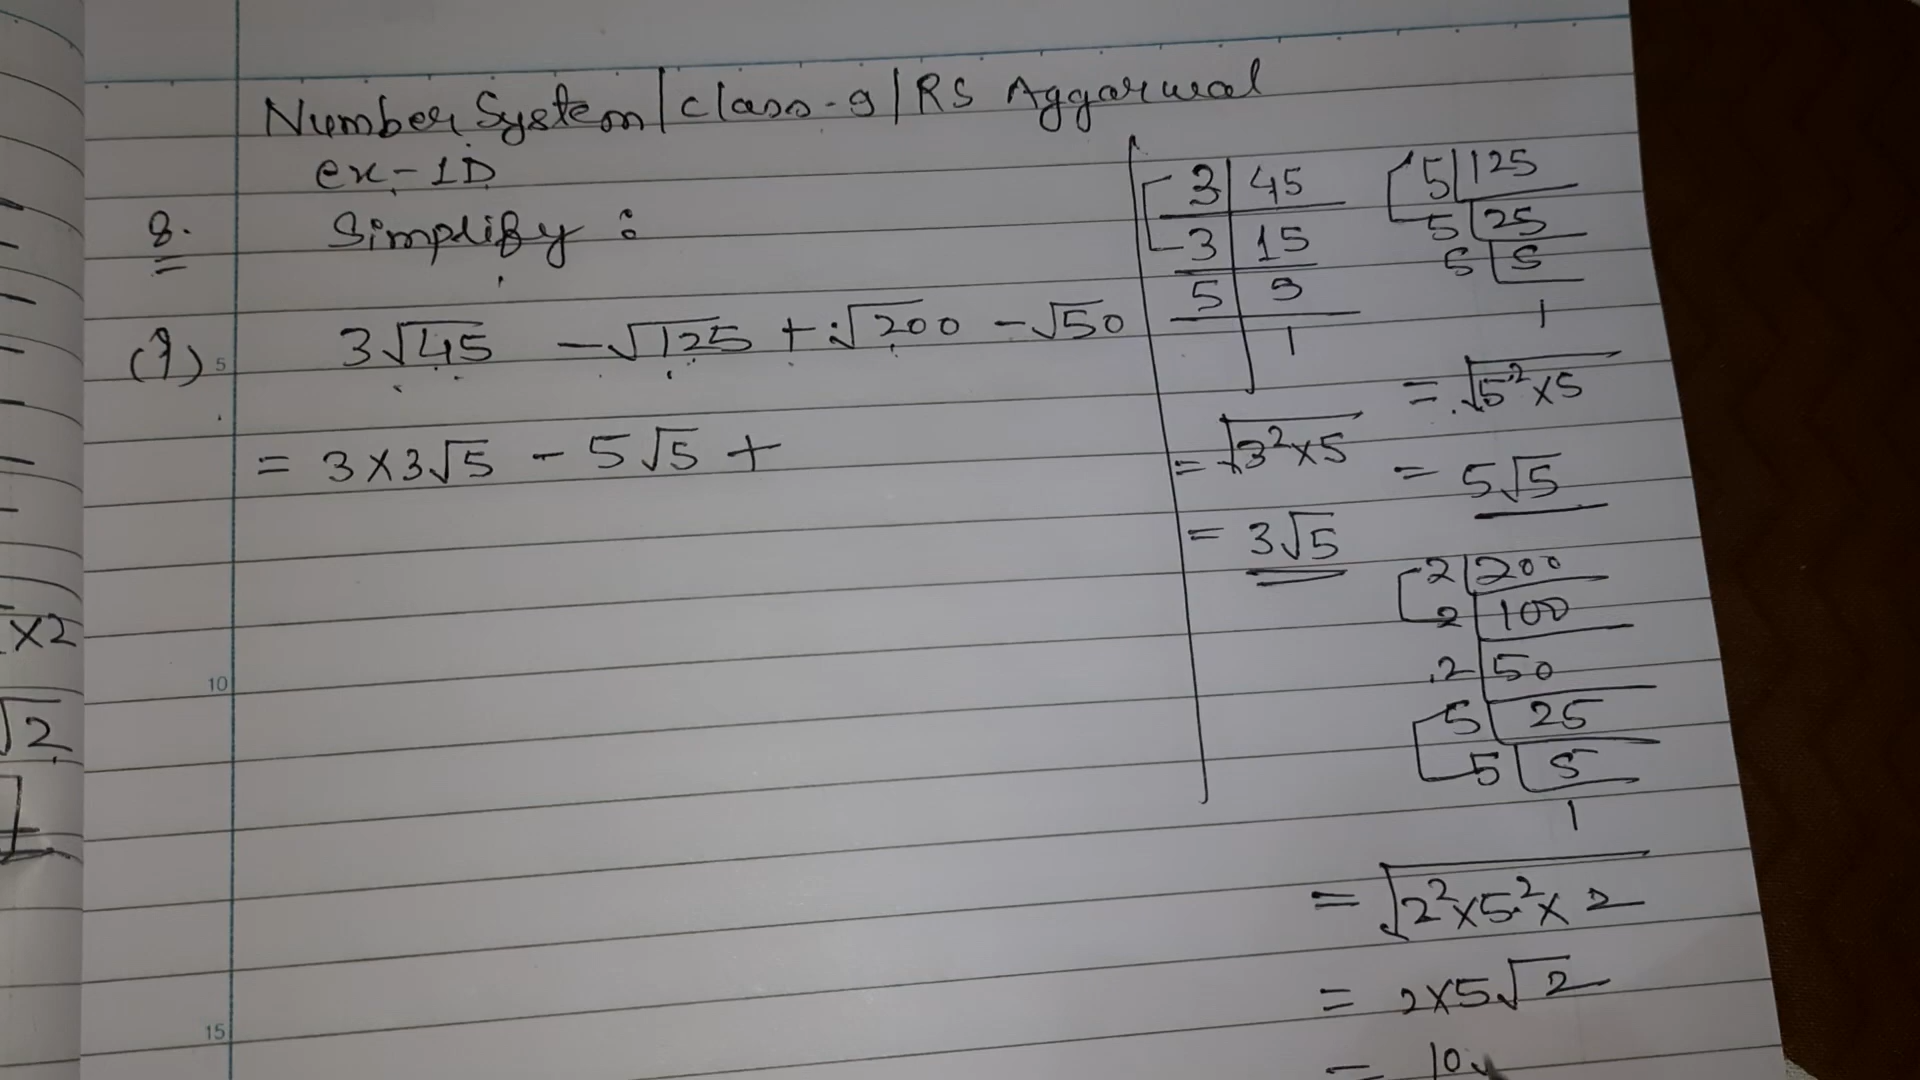 Number System/class-9/RS Aggarwal
ex-1D
8. Simplify :
(i) 3√45 - √125 + √200 - √50
= 3×3√5 - 5√5 +
3 | 45
3 | 15
5 | 5
1
= √3²×5
= 3√5
5 | 125
5 | 25
5 | 5
1
= √5²×5
= 5√5
2 | 200
2 | 100
2 | 50
5 | 25
5 | 5
1
= √2²×5²×2
= 2×5√2
= 10
×2
√2
5
10
15